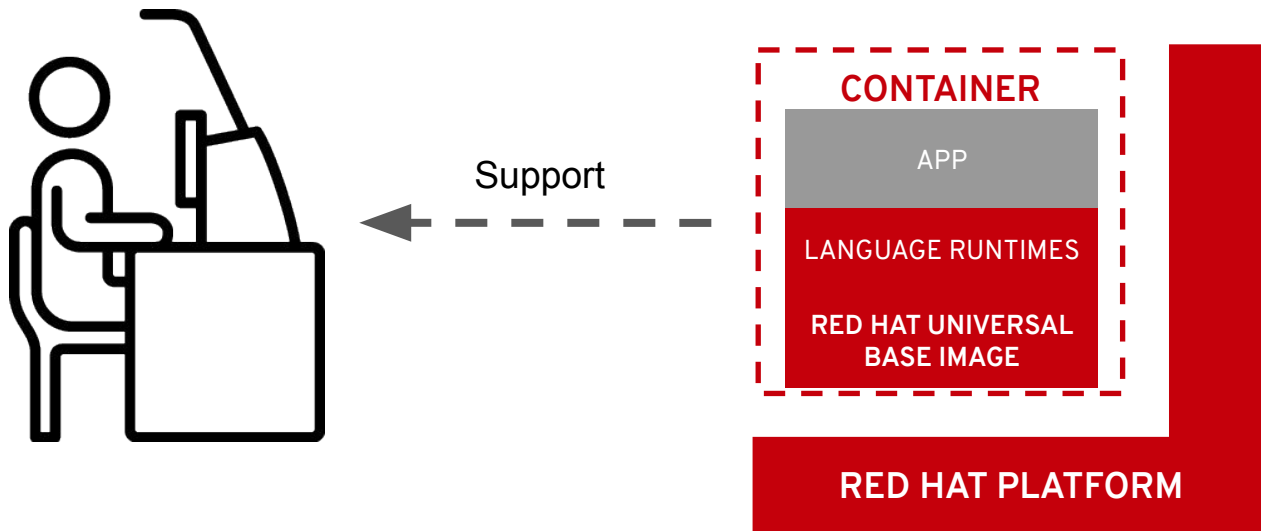 Support
CONTAINER
APP
LANGUAGE RUNTIMES
RED HAT UNIVERSAL
BASE IMAGE
RED HAT PLATFORM